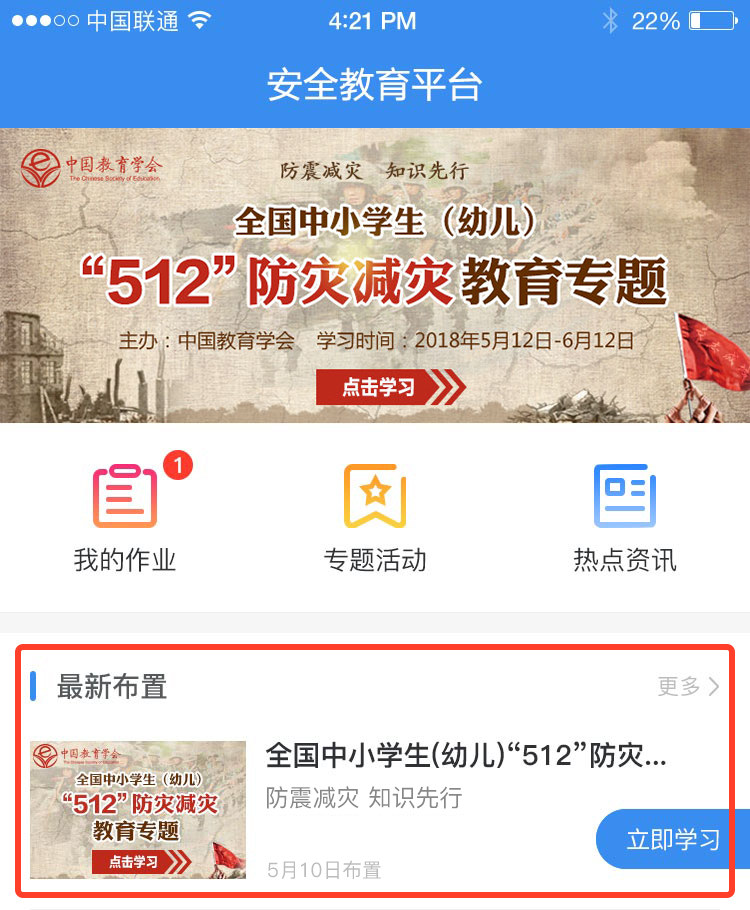 中国联通 4:21 PM 22%
安全教育平台
中国教育学会
The Chinese Society of Education
防震减灾 知识先行
全国中小学生（幼儿）
“512”防灾减灾教育专题
主办：中国教育学会 学习时间：2018年5月12日-6月12日
点击学习
1
我的作业 专题活动 热点资讯
最新布置 更多
中国教育学会
全国中小学生（幼儿）
“512”防灾减灾
教育专题
点击学习
全国中小学生(幼儿)“512”防灾...
防震减灾 知识先行
立即学习
5月10日布置